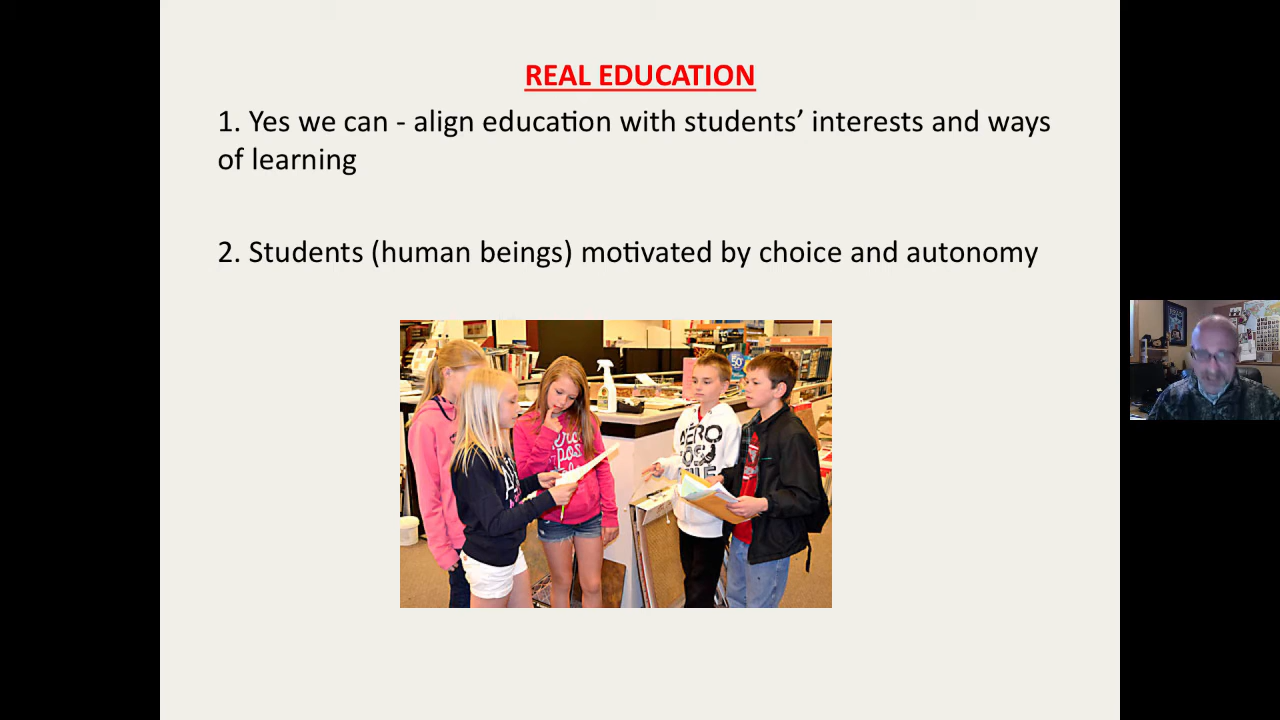 REAL EDUCATION
1. Yes we can - align education with students’ interests and ways
of learning
2. Students (human beings) motivated by choice and autonomy